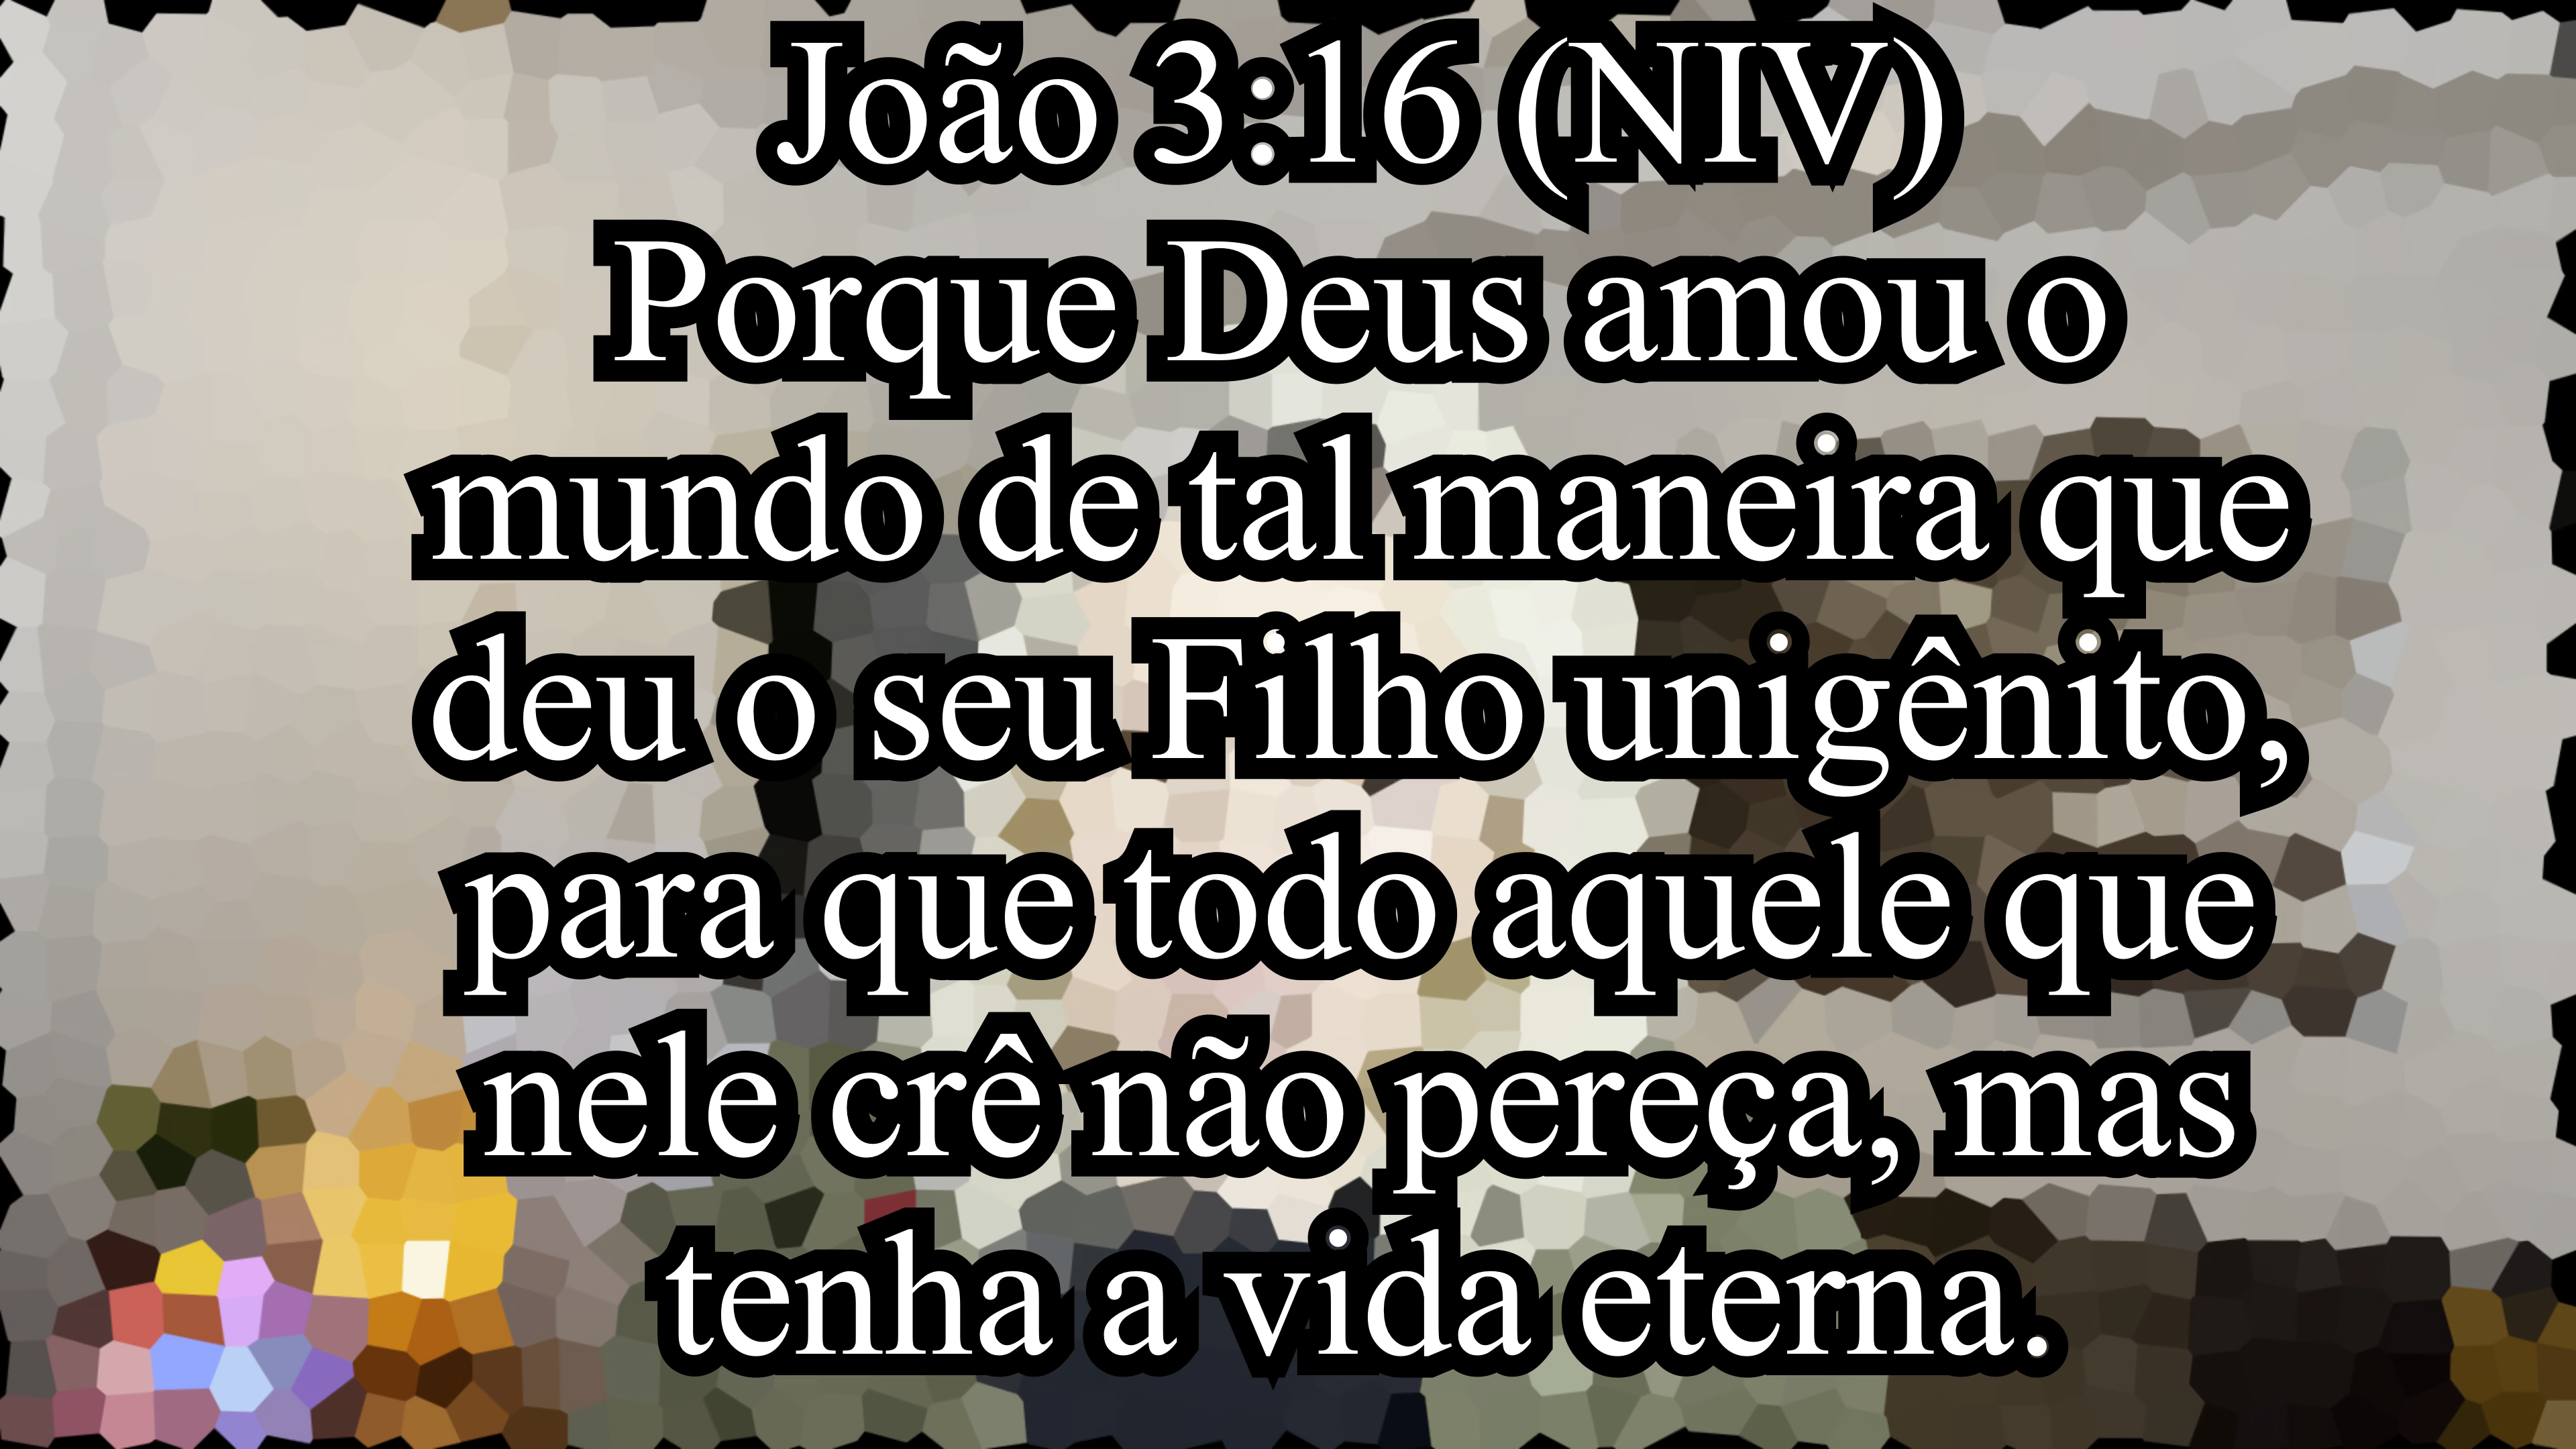 João 3:16 (NIV)
Porque Deus amou o
mundo de tal maneira que
deu o seu Filho unigênito,
para que todo aquele que
nele crê não pereça, mas
tenha a vida eterna.